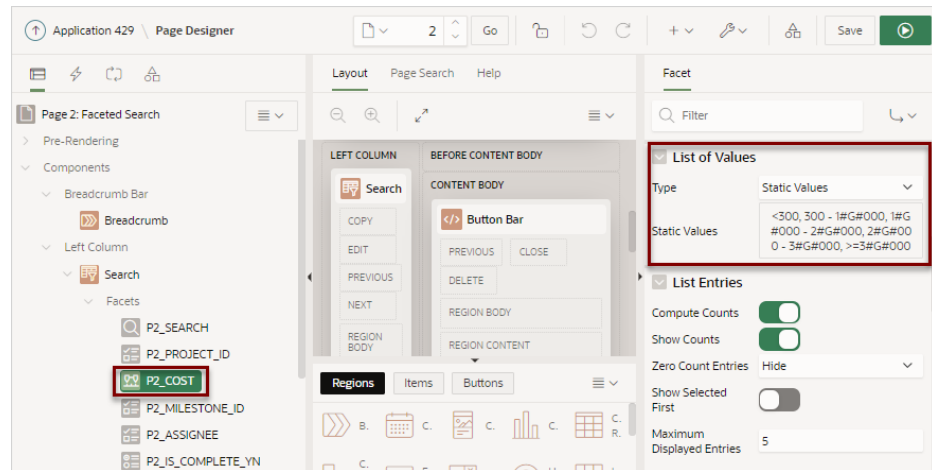 Application 429 \ Page Designer
2
Go
Save
Page 2: Faceted Search
Pre-Rendering
Components
Breadcrumb Bar
Breadcrumb
Left Column
Search
Facets
P2_SEARCH
P2_PROJECT_ID
P2_COST
P2_MILESTONE_ID
P2_ASSIGNEE
P2_IS_COMPLETE_YN
Layout Page Search Help
LEFT COLUMN
Search
COPY
EDIT
PREVIOUS
NEXT
REGION
BODY
BEFORE CONTENT BODY
CONTENT BODY
Button Bar
PREVIOUS CLOSE
DELETE
REGION BODY
REGION CONTENT
Regions Items Buttons
B. C. C. C. C.
R.
C.
Facet
Filter
List of Values
Type Static Values
Static Values
<300, 300 - 1#G#000, 1#G
#000 - 2#G#000, 2#G#00
0 - 3#G#000, >=3#G#000
List Entries
Compute Counts
Show Counts
Zero Count Entries Hide
Show Selected
First
Maximum
Displayed Entries
5